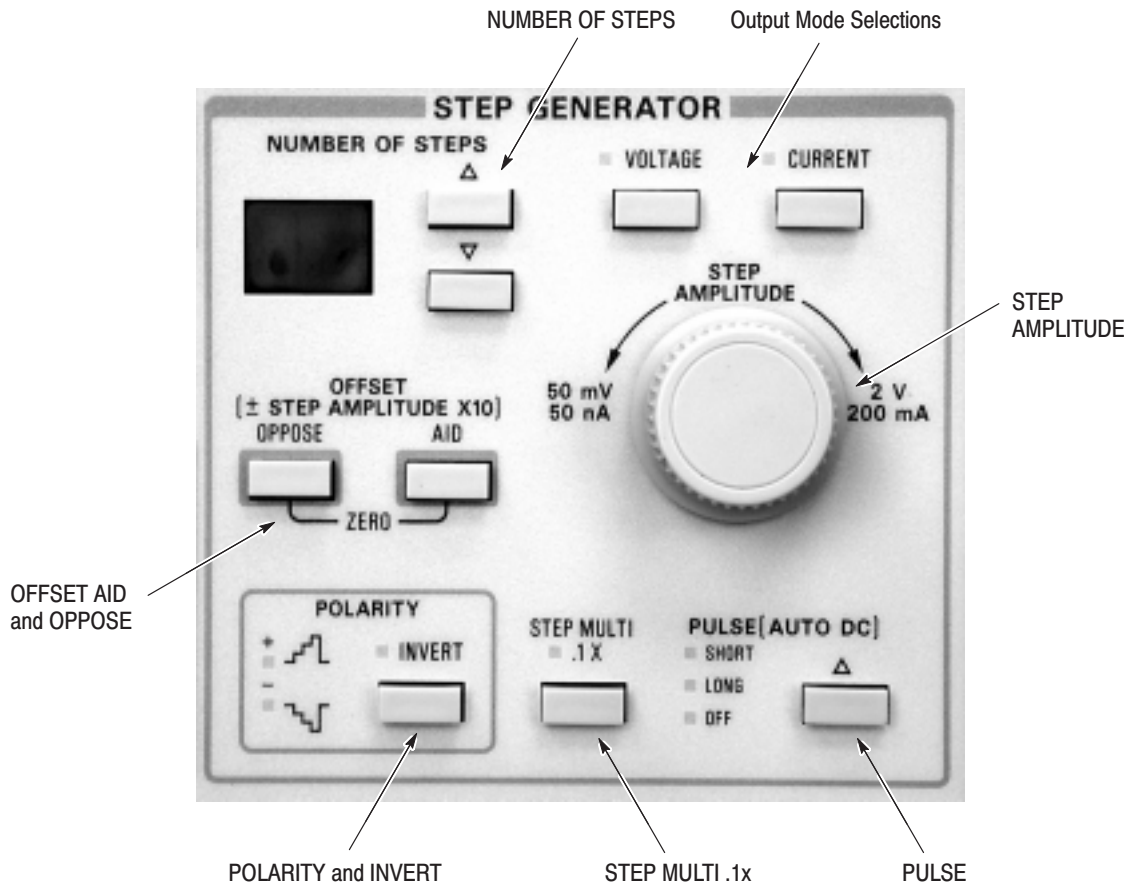 NUMBER OF STEPS
Output Mode Selections
STEP GENERATOR
NUMBER OF STEPS
VOLTAGE
CURRENT
STEP
AMPLITUDE
STEP
AMPLITUDE
50 mV
50 nA
2 V
200 mA
OFFSET
(± STEP AMPLITUDE X10)
OPPOSE
AID
ZERO
OFFSET AID
and OPPOSE
POLARITY
+
INVERT
-
STEP MULTI
.1 X
PULSE(AUTO DC)
SHORT
LONG
OFF
POLARITY and INVERT
STEP MULTI .1x
PULSE